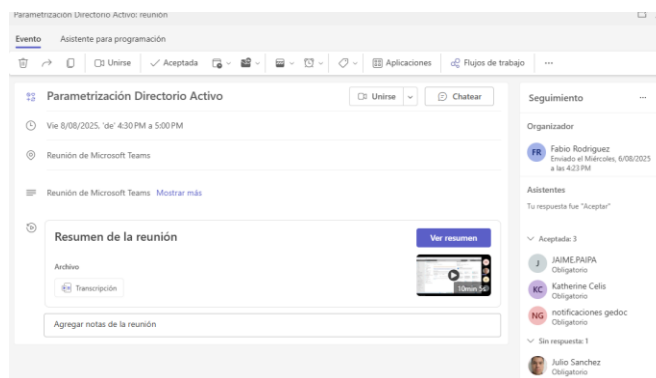 Parametrización Directorio Activo: reunión
Evento Asistente para programación
Unirse Aceptada Aplicaciones Flujos de trabajo ...
Parametrización Directorio Activo Unirse Chatear
Vie 8/08/2025, 'de' 4:30 PM a 5:00 PM
Reunión de Microsoft Teams
Reunión de Microsoft Teams Mostrar más
Resumen de la reunión Ver resumen
Archivo
Transcripción
Agregar notas de la reunión
Seguimiento ...
Organizador
FR Fabio Rodriguez
Enviado el Miércoles, 6/08/2025
a las 4:23 PM
Asistentes
Tu respuesta fue "Aceptar"
Aceptada: 3
J JAIME.PAIPA
Obligatorio
KC Katherine Celis
Obligatorio
NG notificaciones gedoc
Obligatorio
Sin respuesta: 1
Julio Sanchez
Obligatorio